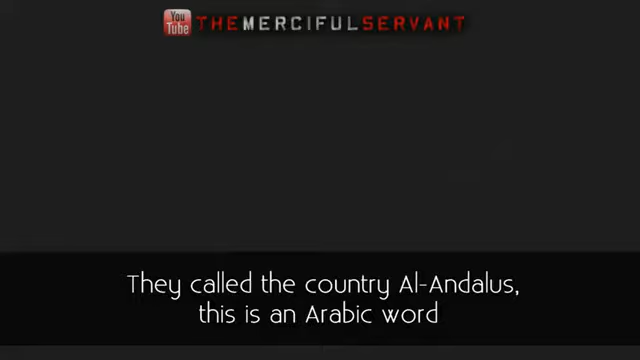 You Tube THEMERCIFULSERVANT
They called the country Al-Andalus,
this is an Arabic word